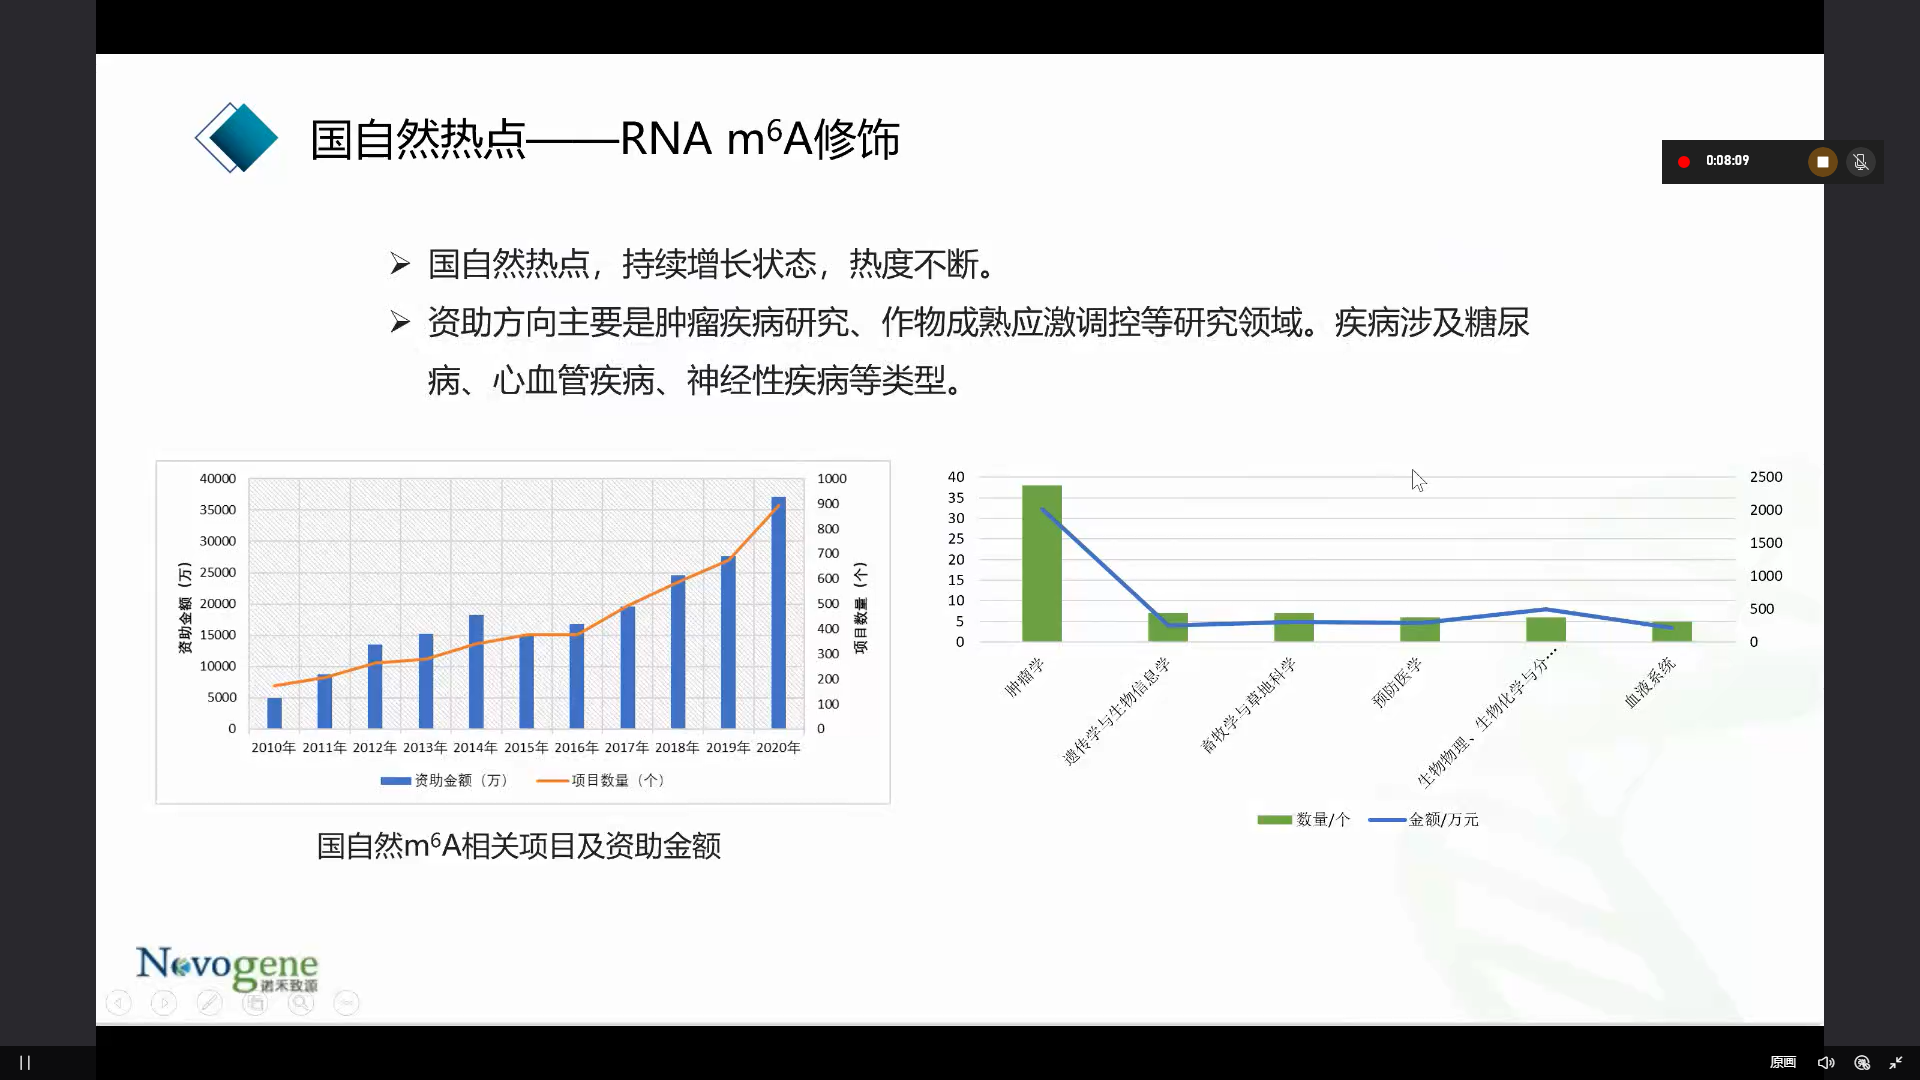 国自然热点——RNA m⁶A修饰
0:08:09
➢ 国自然热点，持续增长状态，热度不断。
➢ 资助方向主要是肿瘤疾病研究、作物成熟应激调控等研究领域。疾病涉及糖尿
病、心血管疾病、神经性疾病等类型。
40000
35000
30000
25000
20000
15000
10000
5000
0
资助金额（万）
1000
900
800
700
600
500
400
300
200
100
0
项目数量（个）
2010年 2011年 2012年 2013年 2014年 2015年 2016年 2017年 2018年 2019年 2020年
资助金额（万） 项目数量（个）
国自然m⁶A相关项目及资助金额
40
35
30
25
20
15
10
5
0
2500
2000
1500
1000
500
0
肿瘤学
遗传学与生物信息学
畜牧学与草地科学
预防医学
生物物理、生物化学与分…
血液系统
数量/个 金额/万元
Novogene
诺禾致源
原画